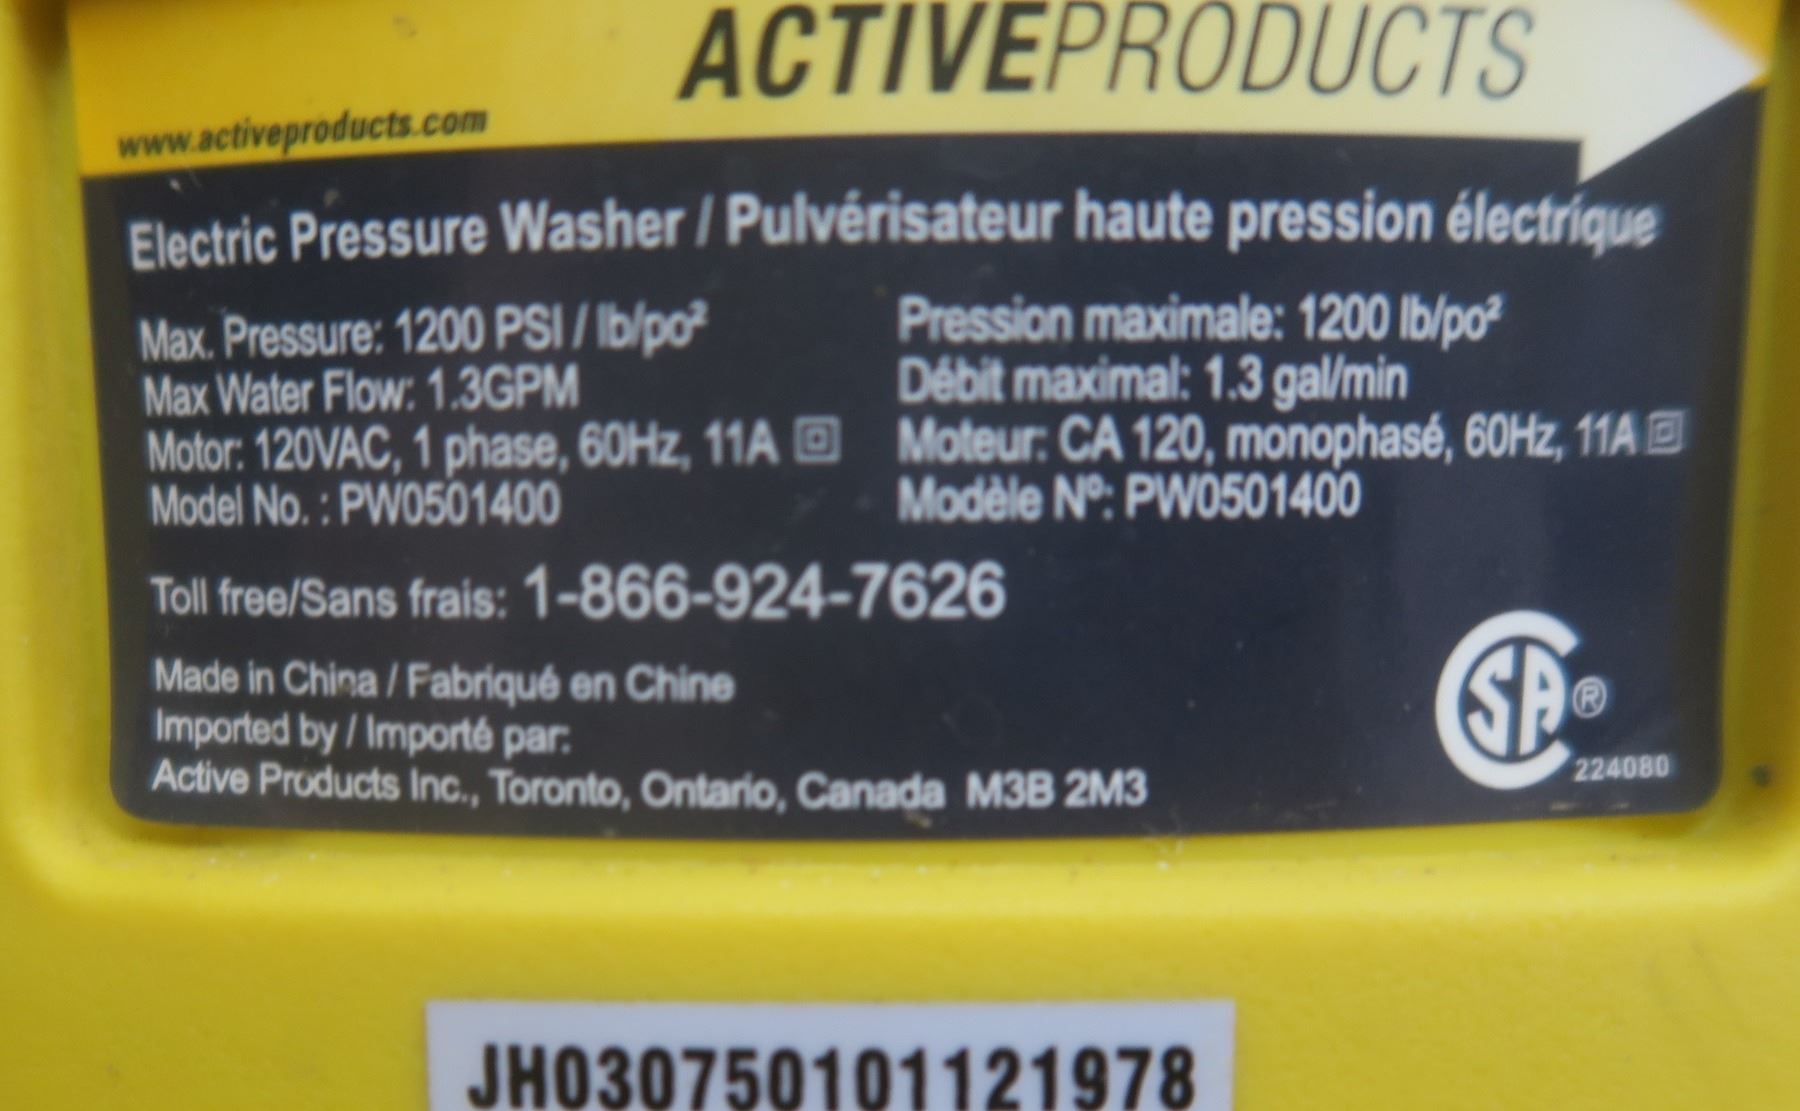 ACTIVEPRODUCTS
www.activeproducts.com
Electric Pressure Washer / Pulvérisateur haute pression électrique
Max. Pressure: 1200 PSI / lb/po²
Max Water Flow: 1.3GPM
Motor: 120VAC, 1 phase, 60Hz, 11A
Model No. : PW0501400
Pression maximale: 1200 lb/po²
Débit maximal: 1.3 gal/min
Moteur: CA 120, monophasé, 60Hz, 11A
Modèle Nº: PW0501400
Toll free/Sans frais: 1-866-924-7626
Made in China / Fabriqué en Chine
Imported by / Importé par:
Active Products Inc., Toronto, Ontario, Canada M3B 2M3
CSA®
224080
JH030750101121978